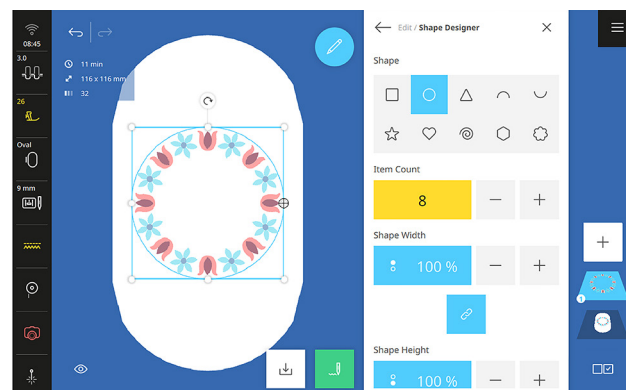 08:45
3.0
26
Oval
9 mm
11 min
116 x 116 mm
32
Edit / Shape Designer
Shape
Item Count
8
Shape Width
100 %
Shape Height
100 %
1